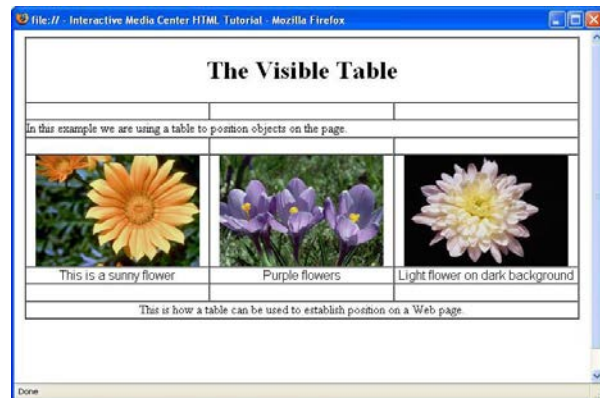 file:// - Interactive Media Center HTML Tutorial - Mozilla Firefox
The Visible Table
In this example we are using a table to position objects on the page.
This is a sunny flower
Purple flowers
Light flower on dark background
This is how a table can be used to establish position on a Web page.
Done